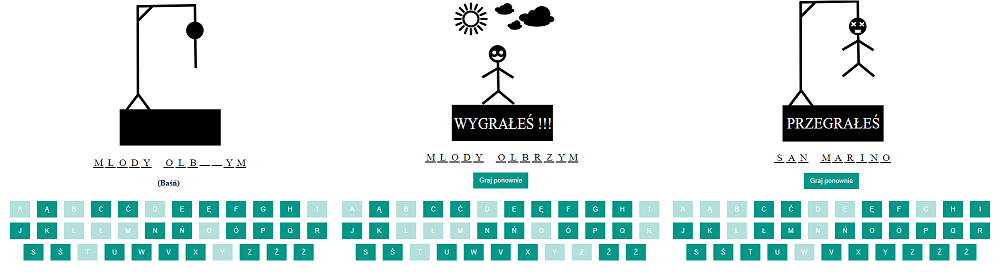 M Ł O D Y O L B _ _ Y M
(Baśń)
A Ą B C Ć D E Ę F G H I
J K L Ł M N Ń O Ó P Q R
S Ś T U W V X Y Z Ź Ż
WYGRAŁEŚ !!!
M Ł O D Y O L B R Z Y M
Graj ponownie
A Ą B C Ć D E Ę F G H I
J K L Ł M N Ń O Ó P Q R
S Ś T U W V X Y Z Ź Ż
PRZEGRAŁEŚ
S A N M A R I N O
Graj ponownie
A Ą B C Ć D E Ę F G H I
J K L Ł M N Ń O Ó P Q R
S Ś T U W V X Y Z Ź Ż